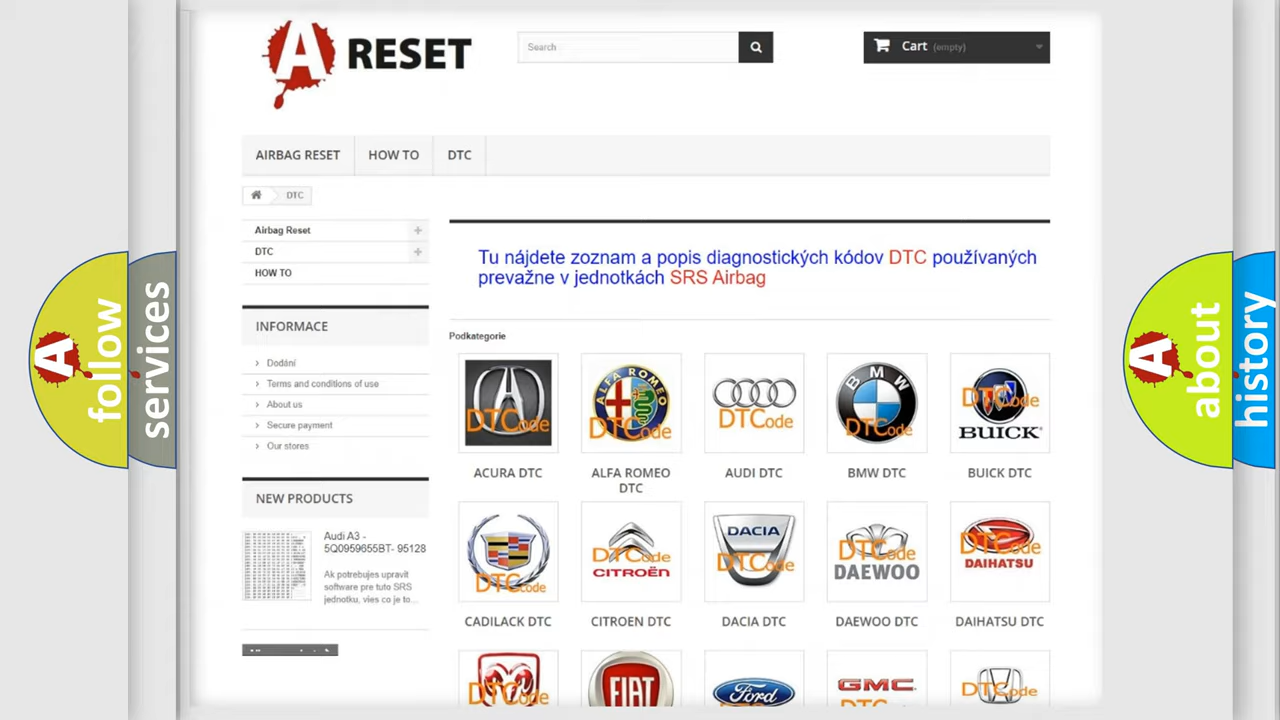 A RESET
Search
Cart (empty)
AIRBAG RESET
HOW TO
DTC
DTC
Airbag Reset
DTC
HOW TO
INFORMACE
Dodání
Terms and conditions of use
About us
Secure payment
Our stores
NEW PRODUCTS
Audi A3 -
5Q0959655BT- 95128
Ak potrebujes upravit
software pre tuto SRS
jednotku, vies co je to...
Tu nájdete zoznam a popis diagnostických kódov DTC používaných
prevažne v jednotkách SRS Airbag
Podkategorie
DTCode
ACURA DTC
ALFA ROMEO
DTCode
ALFA ROMEO
DTC
DTCode
AUDI DTC
BMW
DTCode
BMW DTC
DTCode
BUICK
BUICK DTC
DTCode
CADILACK DTC
DTCode
CITROËN
CITROEN DTC
DACIA
DTCode
DACIA DTC
DTCode
DAEWOO
DAEWOO DTC
DTCode
DAIHATSU
DAIHATSU DTC
DTCode
FIAT
Ford
GMC
DTCode
A follow
services
A about
history